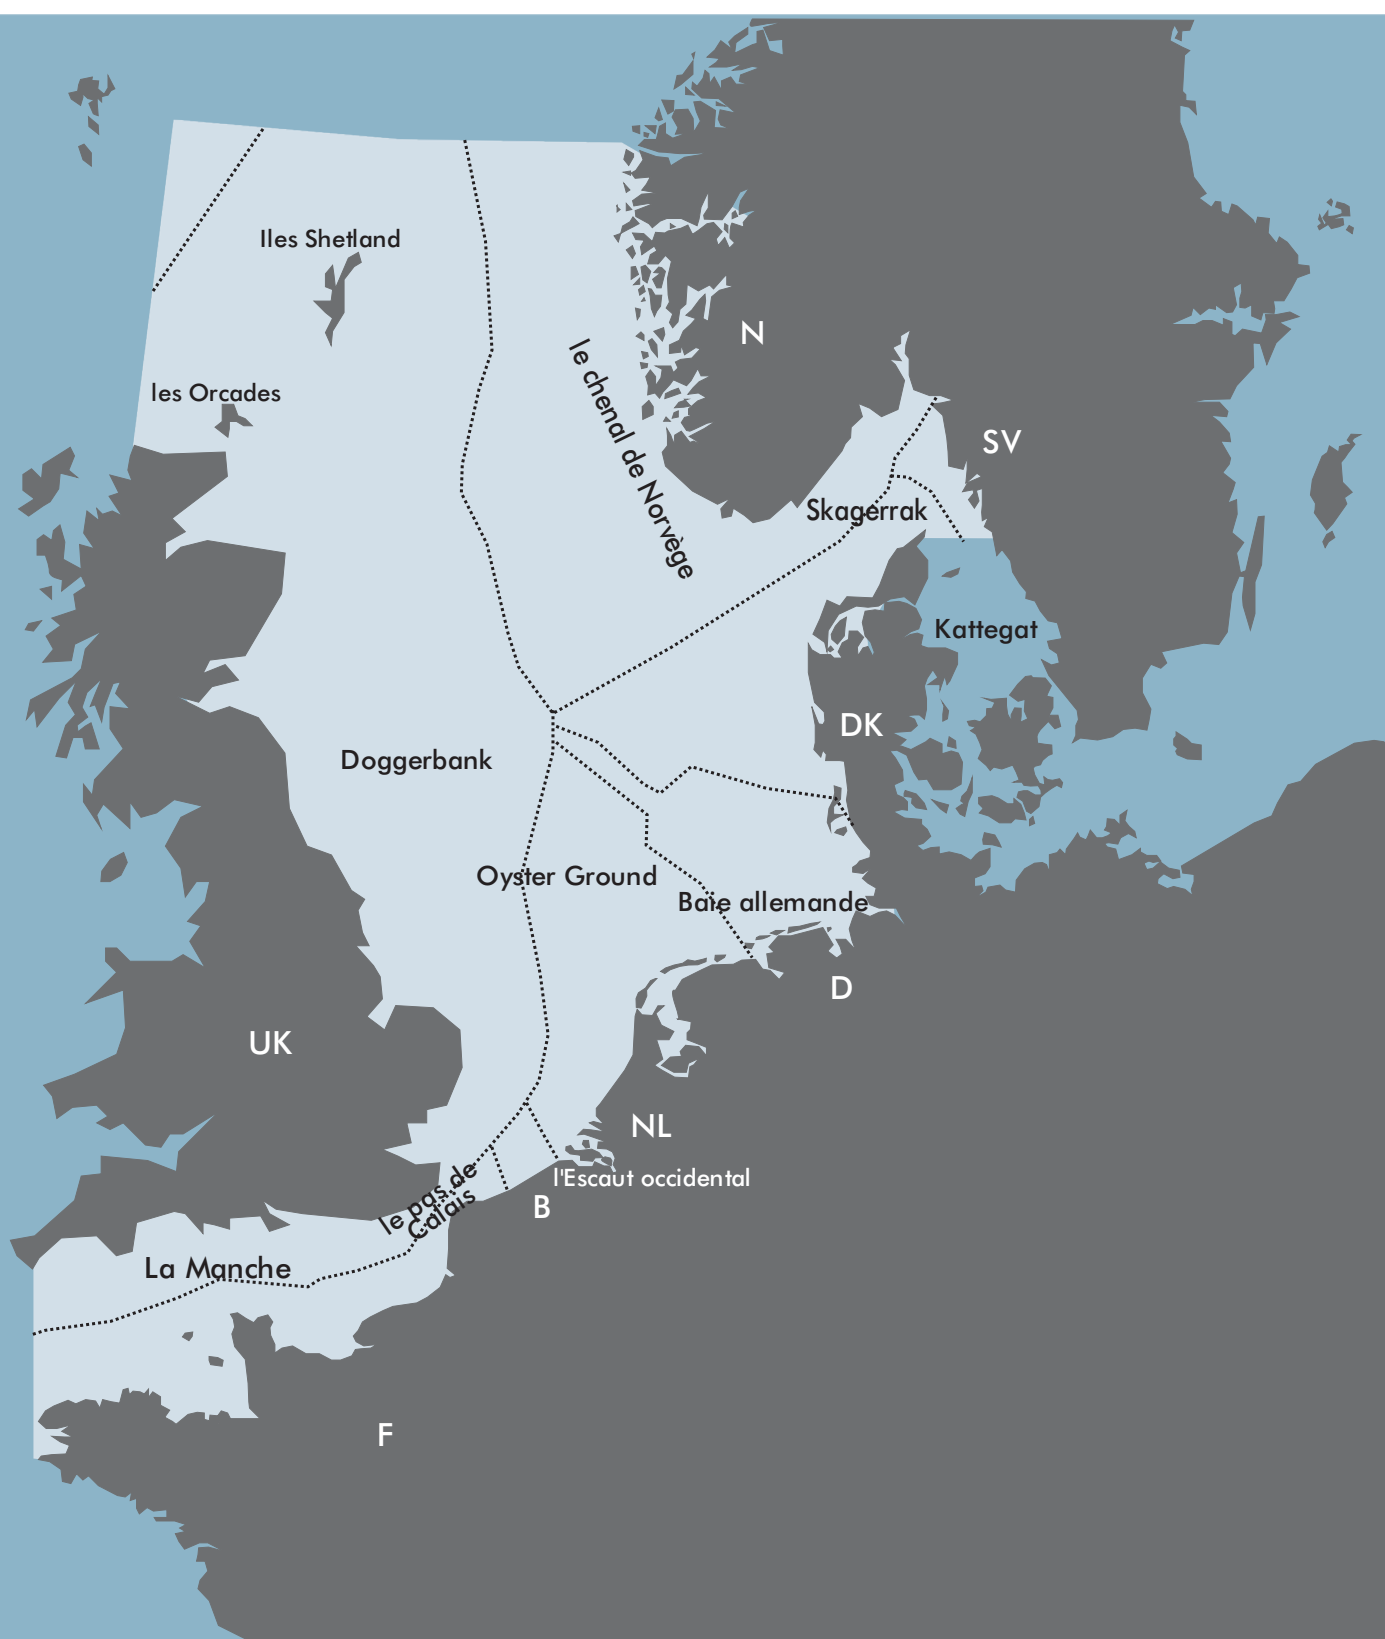 Iles Shetland
N
le chenal de Norvège
les Orcades
SV
Skagerrak
Kattegat
DK
Doggerbank
Oyster Ground
Baie allemande
D
UK
NL
l'Escaut occidental
le pas de
Calais
B
La Manche
F